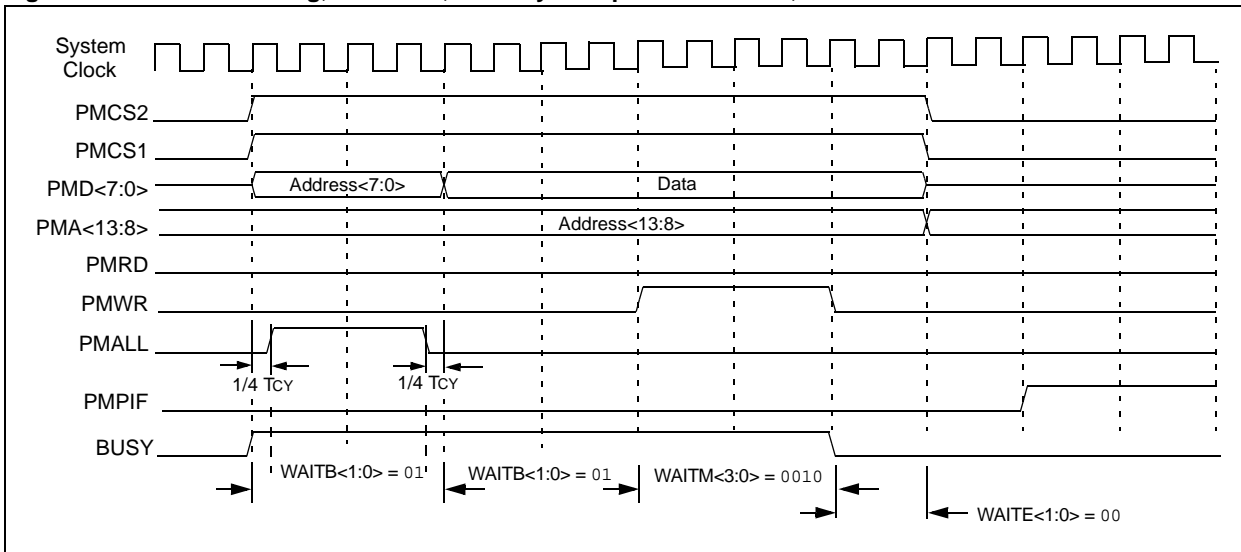 System
Clock
PMCS2
PMCS1
PMD<7:0>
Address<7:0>
Data
PMA<13:8>
Address<13:8>
PMRD
PMWR
PMALL
1/4 TCY
1/4 TCY
PMPIF
BUSY
WAITB<1:0> = 01
WAITB<1:0> = 01
WAITM<3:0> = 0010
WAITE<1:0> = 00